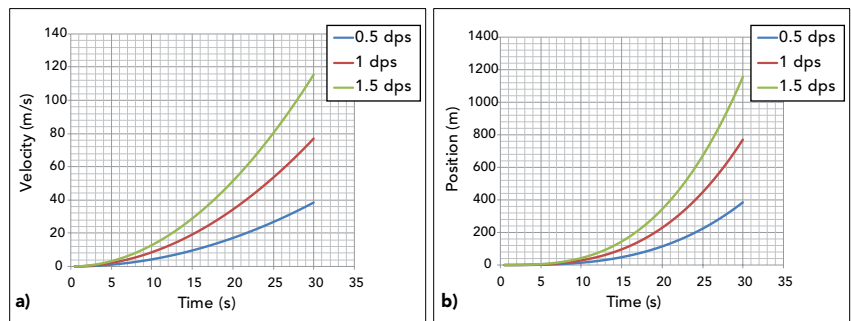 140
120
100
80
60
40
20
0
Velocity (m/s)
0 5 10 15 20 25 30 35
Time (s)
0.5 dps
1 dps
1.5 dps
a)
1400
1200
1000
800
600
400
200
0
Position (m)
0 5 10 15 20 25 30 35
Time (s)
0.5 dps
1 dps
1.5 dps
b)